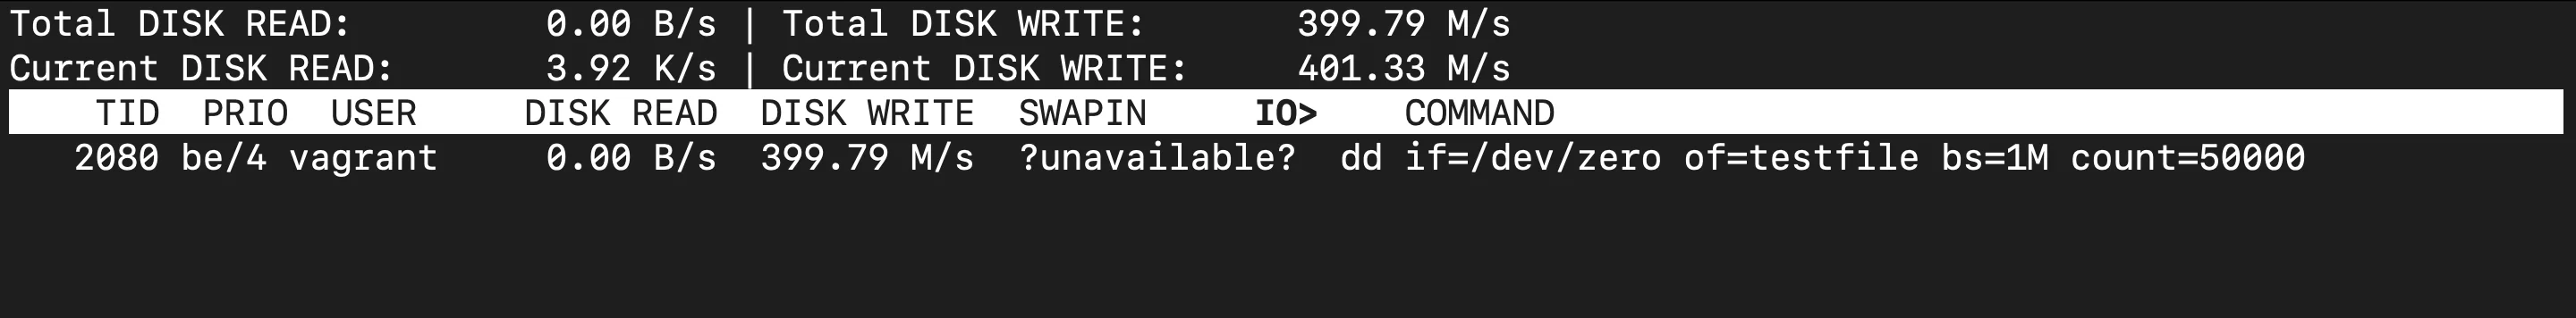 Total DISK READ:         0.00 B/s | Total DISK WRITE:       399.79 M/s
Current DISK READ:       3.92 K/s | Current DISK WRITE:     401.33 M/s
    TID  PRIO  USER     DISK READ  DISK WRITE  SWAPIN     IO>    COMMAND
   2080 be/4 vagrant     0.00 B/s  399.79 M/s  ?unavailable?  dd if=/dev/zero of=testfile bs=1M count=50000